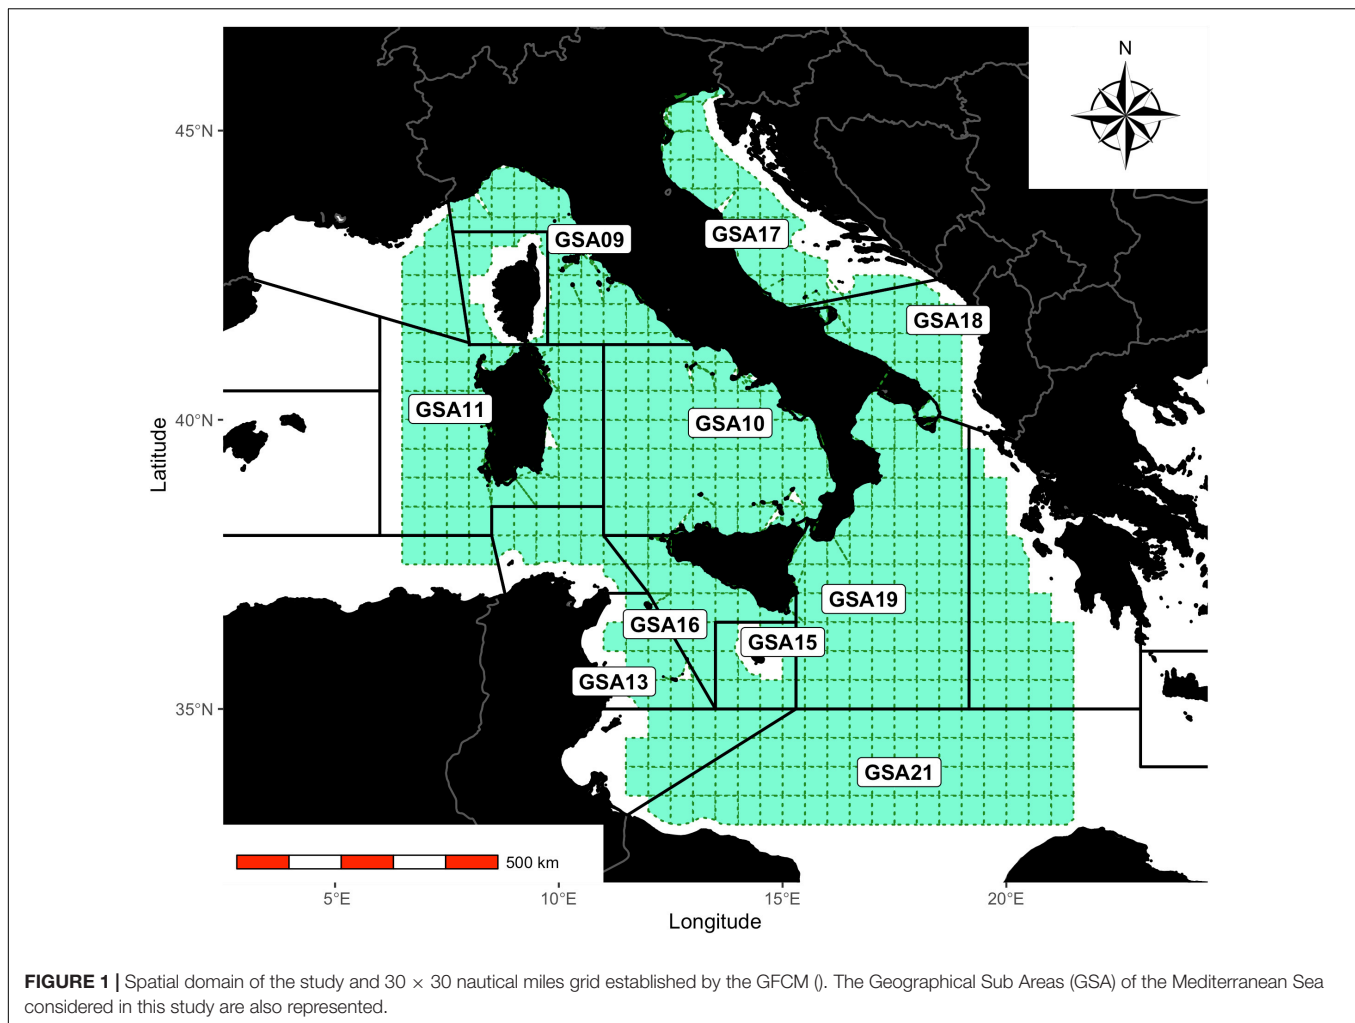 N
45°N
40°N
35°N
Latitude
GSA09
GSA17
GSA18
GSA11
GSA10
GSA19
GSA16
GSA15
GSA13
GSA21
500 km
5°E
10°E
15°E
20°E
Longitude
FIGURE 1 | Spatial domain of the study and 30 × 30 nautical miles grid established by the GFCM (). The Geographical Sub Areas (GSA) of the Mediterranean Sea
considered in this study are also represented.